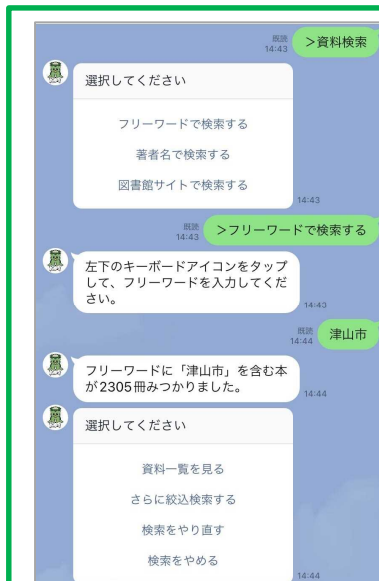 既読
14:43
>資料検索
選択してください
フリーワードで検索する
著者名で検索する
図書館サイトで検索する
14:43
既読
14:43
>フリーワードで検索する
左下のキーボードアイコンをタップ
して、フリーワードを入力してくだ
さい。
14:43
既読
14:44
津山市
フリーワードに「津山市」を含む本
が2305冊みつかりました。
14:44
選択してください
資料一覧を見る
さらに絞込検索する
検索をやり直す
検索をやめる
14:44